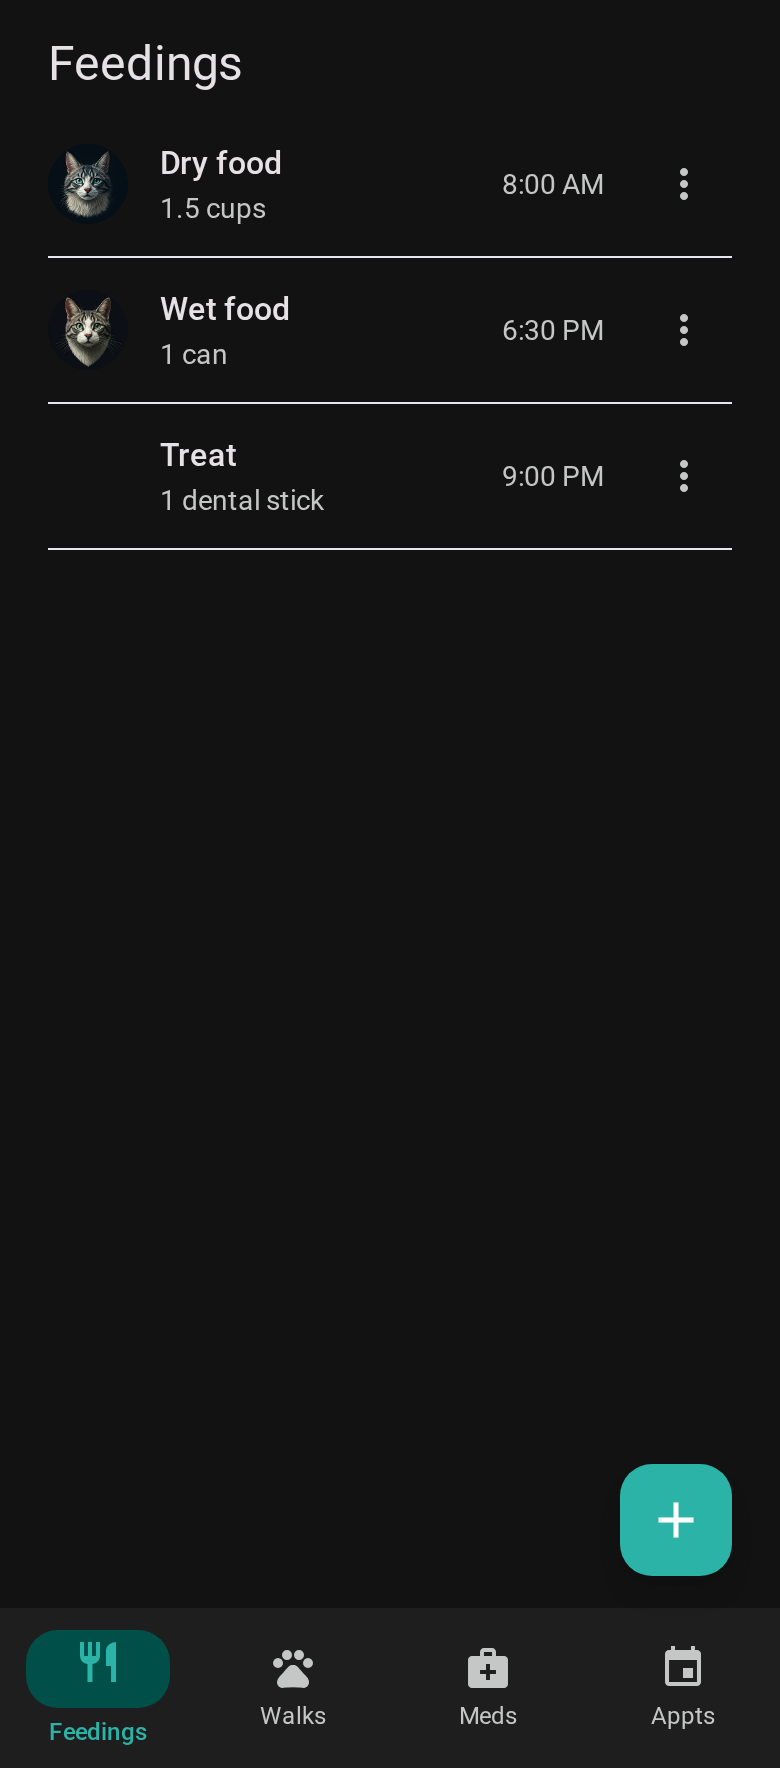 Feedings
Dry food
1.5 cups
8:00 AM
Wet food
1 can
6:30 PM
Treat
1 dental stick
9:00 PM
Feedings
Walks
Meds
Appts